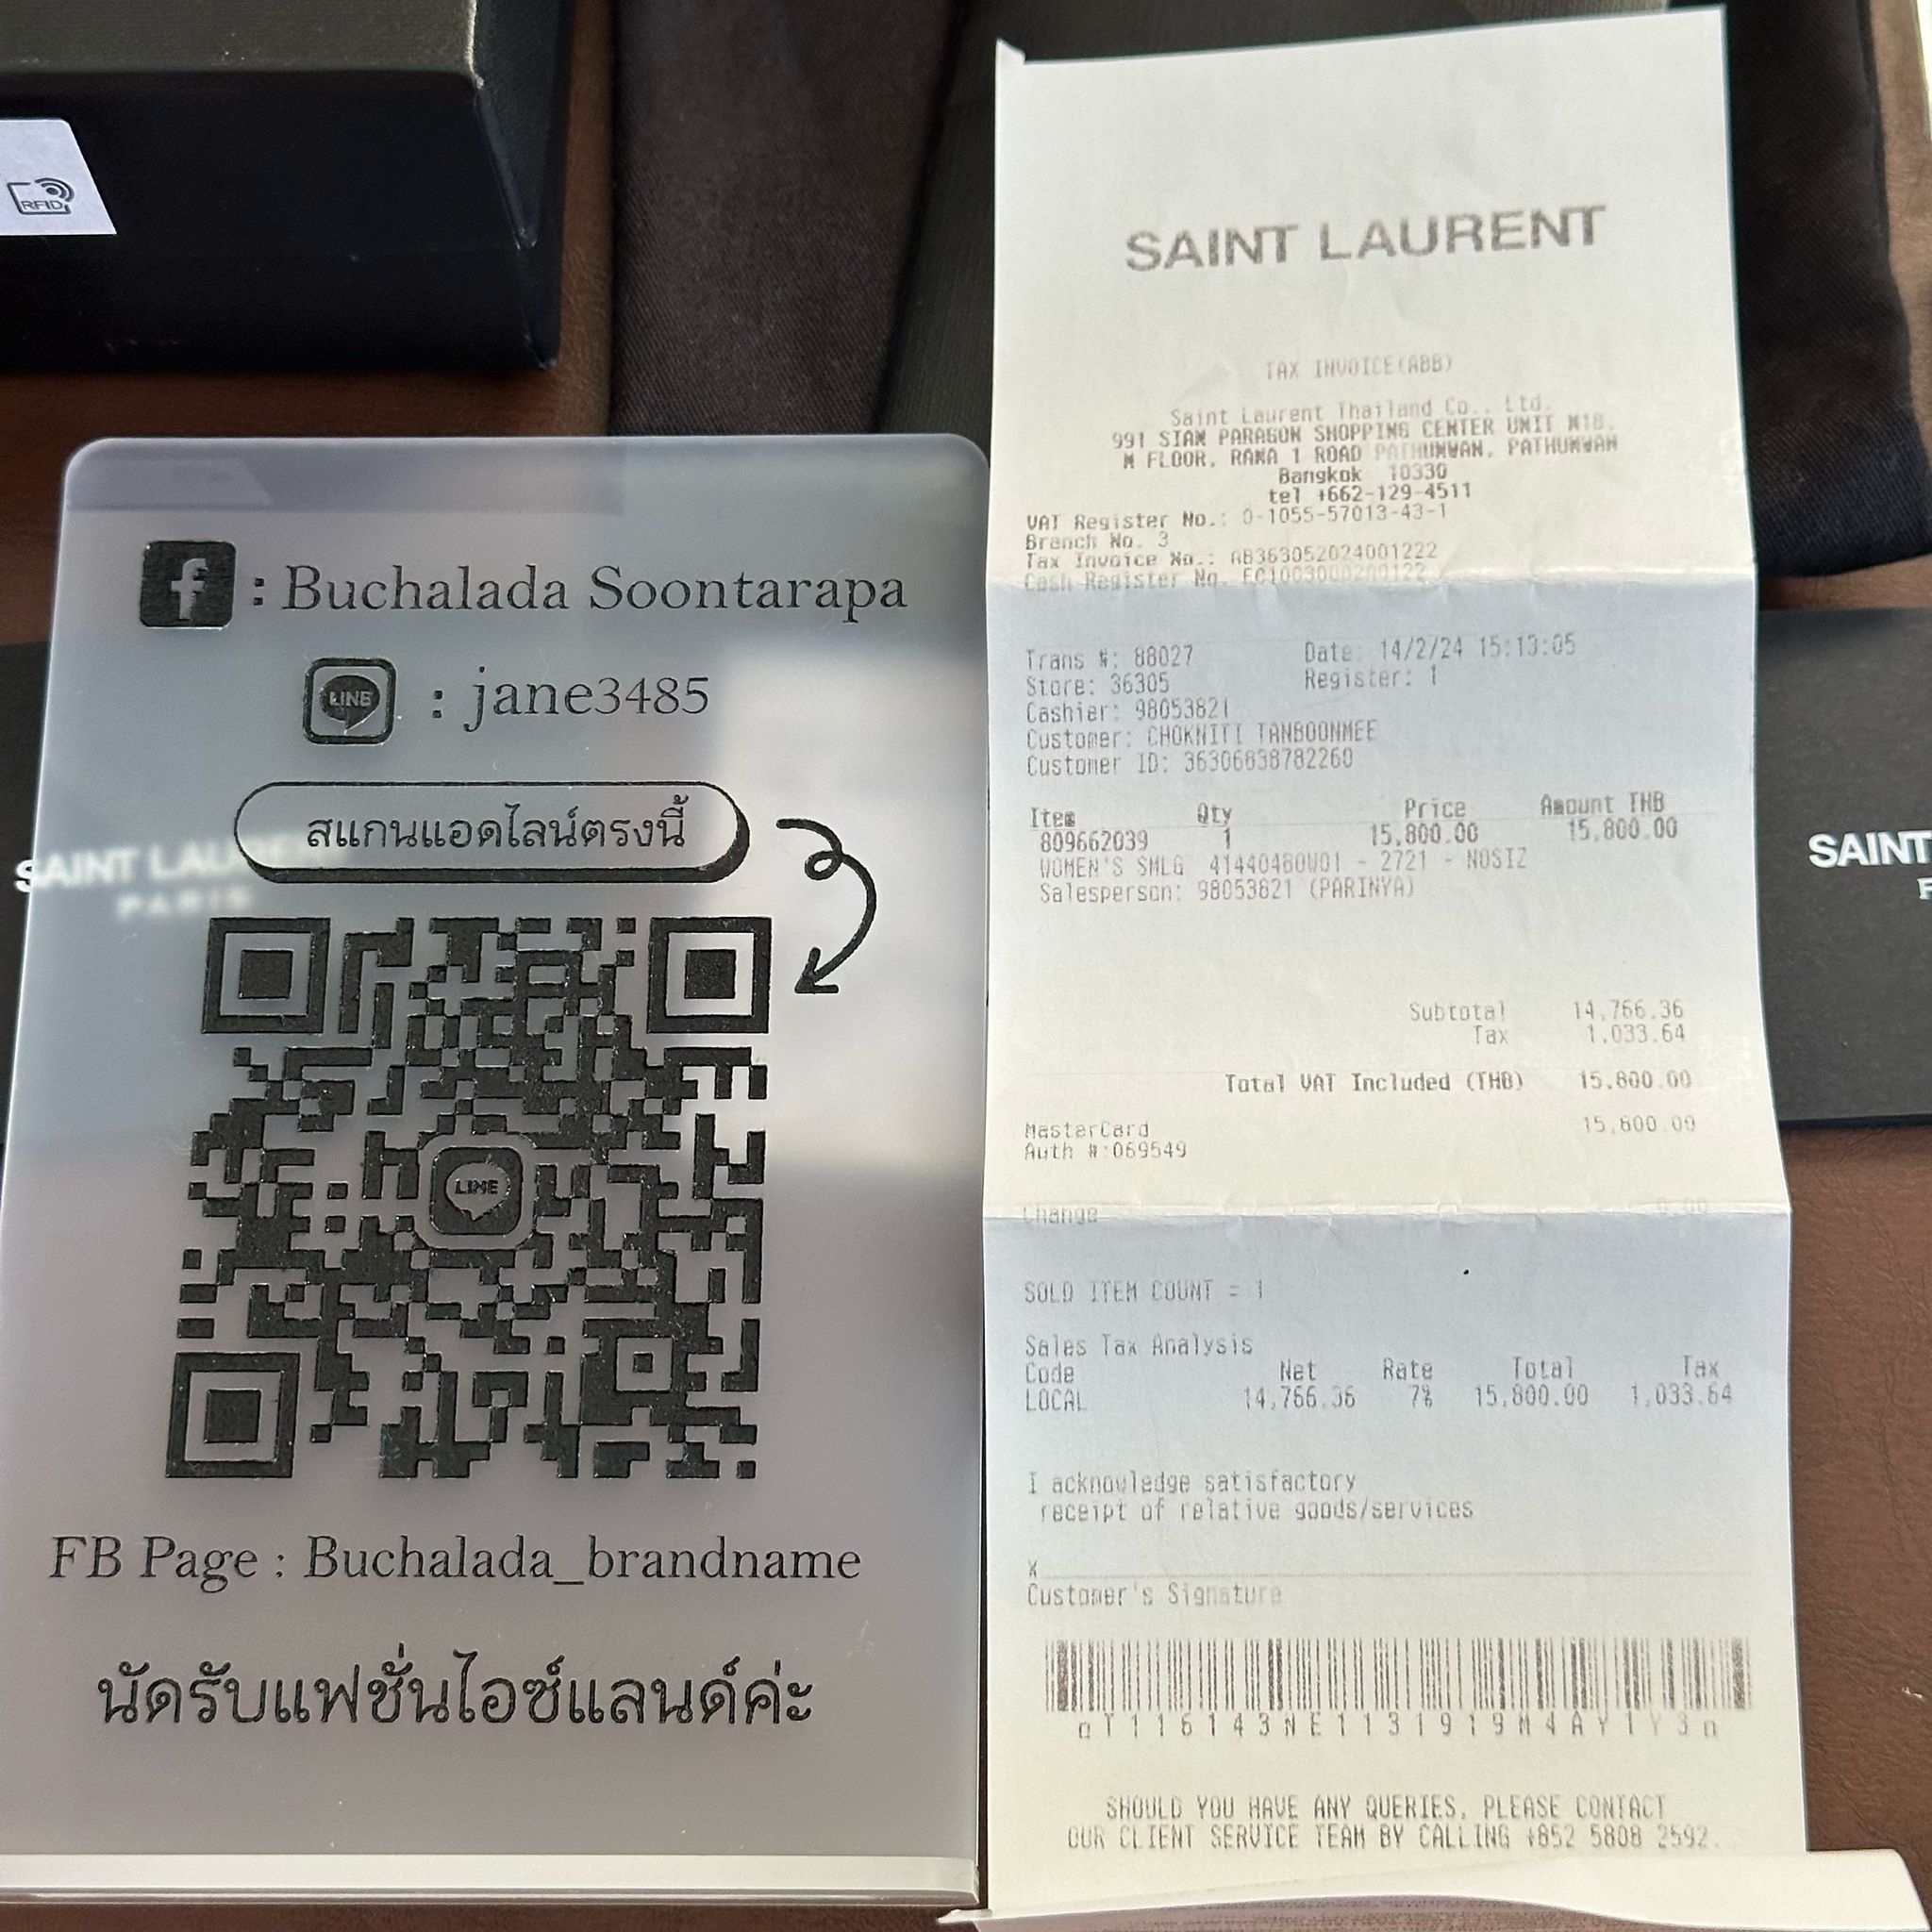 RFID
: Buchalada Soontarapa
LINE
: jane3485
สแกนแอดไลน์ตรงนี้
SAINT LAU
PARIS
LINE
FB Page : Buchalada_brandname
นัดรับแฟชั่นไอซ์แลนด์ค่ะ
SAINT LAURENT
TAX INVOICE(ABB)
Saint Laurent Thailand Co., Ltd.
991 SIAM PARAGON SHOPPING CENTER UNIT M18,
M FLOOR, RAMA 1 ROAD PATHUMWAN, PATHUMWAN
Bangkok 10330
tel +662-129-4511
VAT Register No.: 0-1055-57013-43-1
Branch No. 3
Tax Invoice No.: AB363052024001222
Cash Register No.
Trans #: 88027 Date: 14/2/24 15:13:05
Store: 36305 Register: 1
Cashier: 98053821
Customer: CHOKNITI TANBOONMEE
Customer ID: 36306838782260
Item Qty Price Amount THB
809662039 1 15,800.00 15,800.00
WOMEN'S SMLG 4144046OW01 - 2721 - NOSIZ
Salesperson: 98053821 (PARINYA)
Subtotal 14,766.36
Tax 1,033.64
Total VAT Included (THB) 15,800.00
MasterCard 15,800.00
Auth #:069549
Change 0.00
SOLD ITEM COUNT = 1
Sales Tax Analysis
Code Net Rate Total Tax
LOCAL 14,766.36 7% 15,800.00 1,033.64
I acknowledge satisfactory
receipt of relative goods/services
X
Customer's Signature
SHOULD YOU HAVE ANY QUERIES, PLEASE CONTACT
OUR CLIENT SERVICE TEAM BY CALLING +852 5808 2592.
SAINT